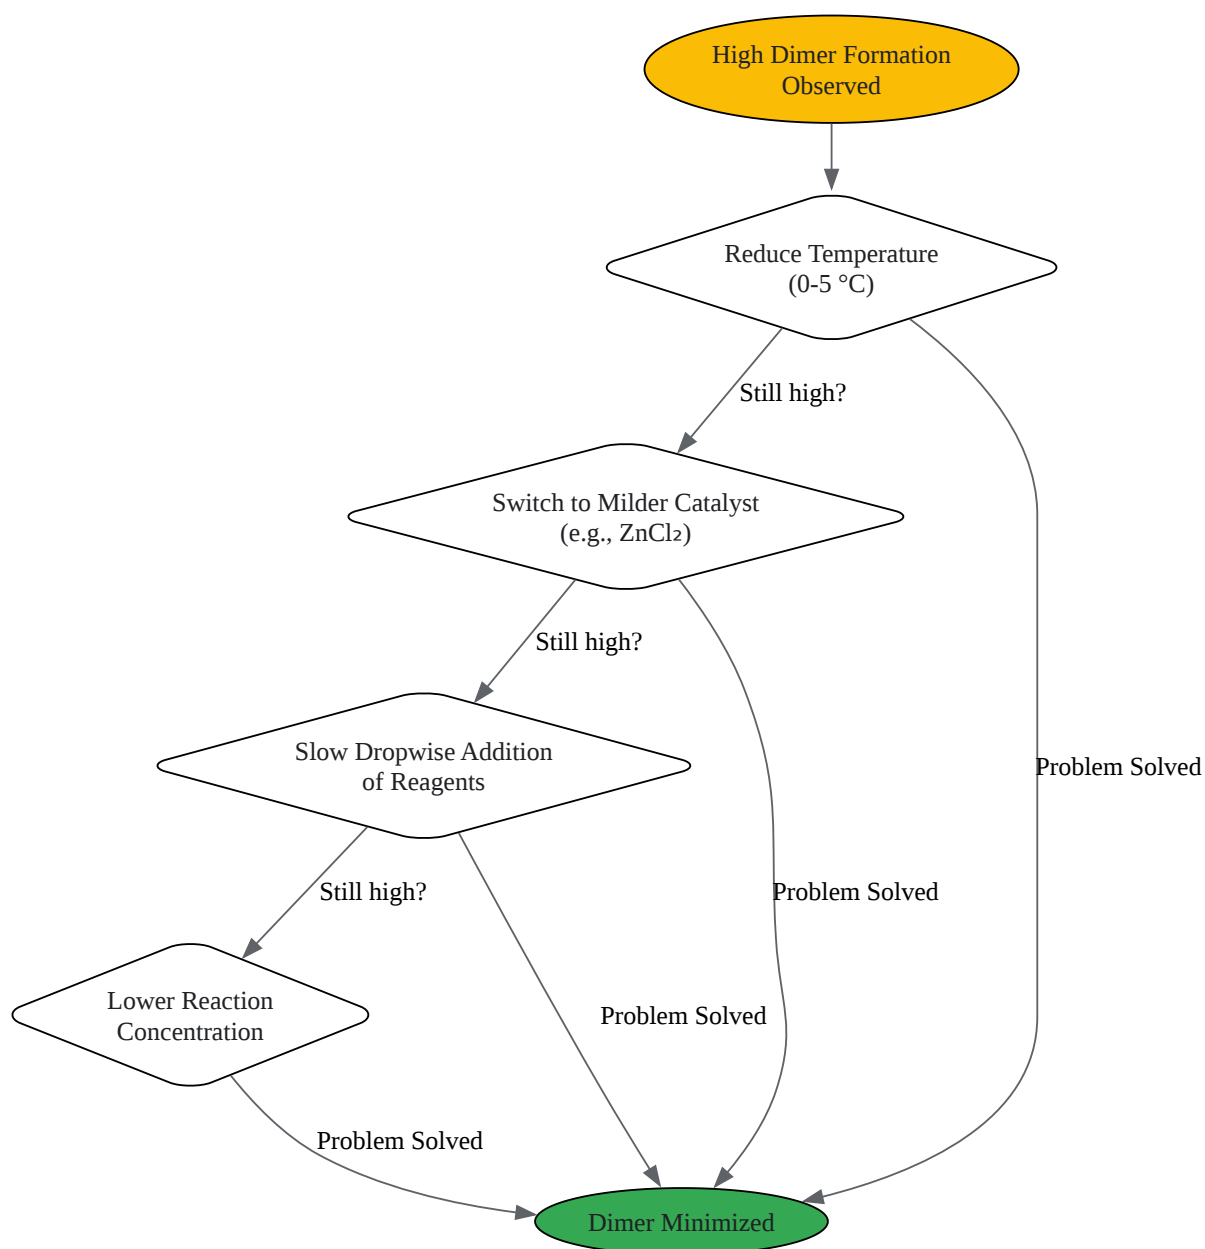 High Dimer Formation
Observed
Reduce Temperature
(0-5 °C)
Still high?
Switch to Milder Catalyst
(e.g., ZnCl₂)
Still high?
Slow Dropwise Addition
of Reagents
Problem Solved
Still high?
Problem Solved
Lower Reaction
Concentration
Problem Solved
Problem Solved
Dimer Minimized